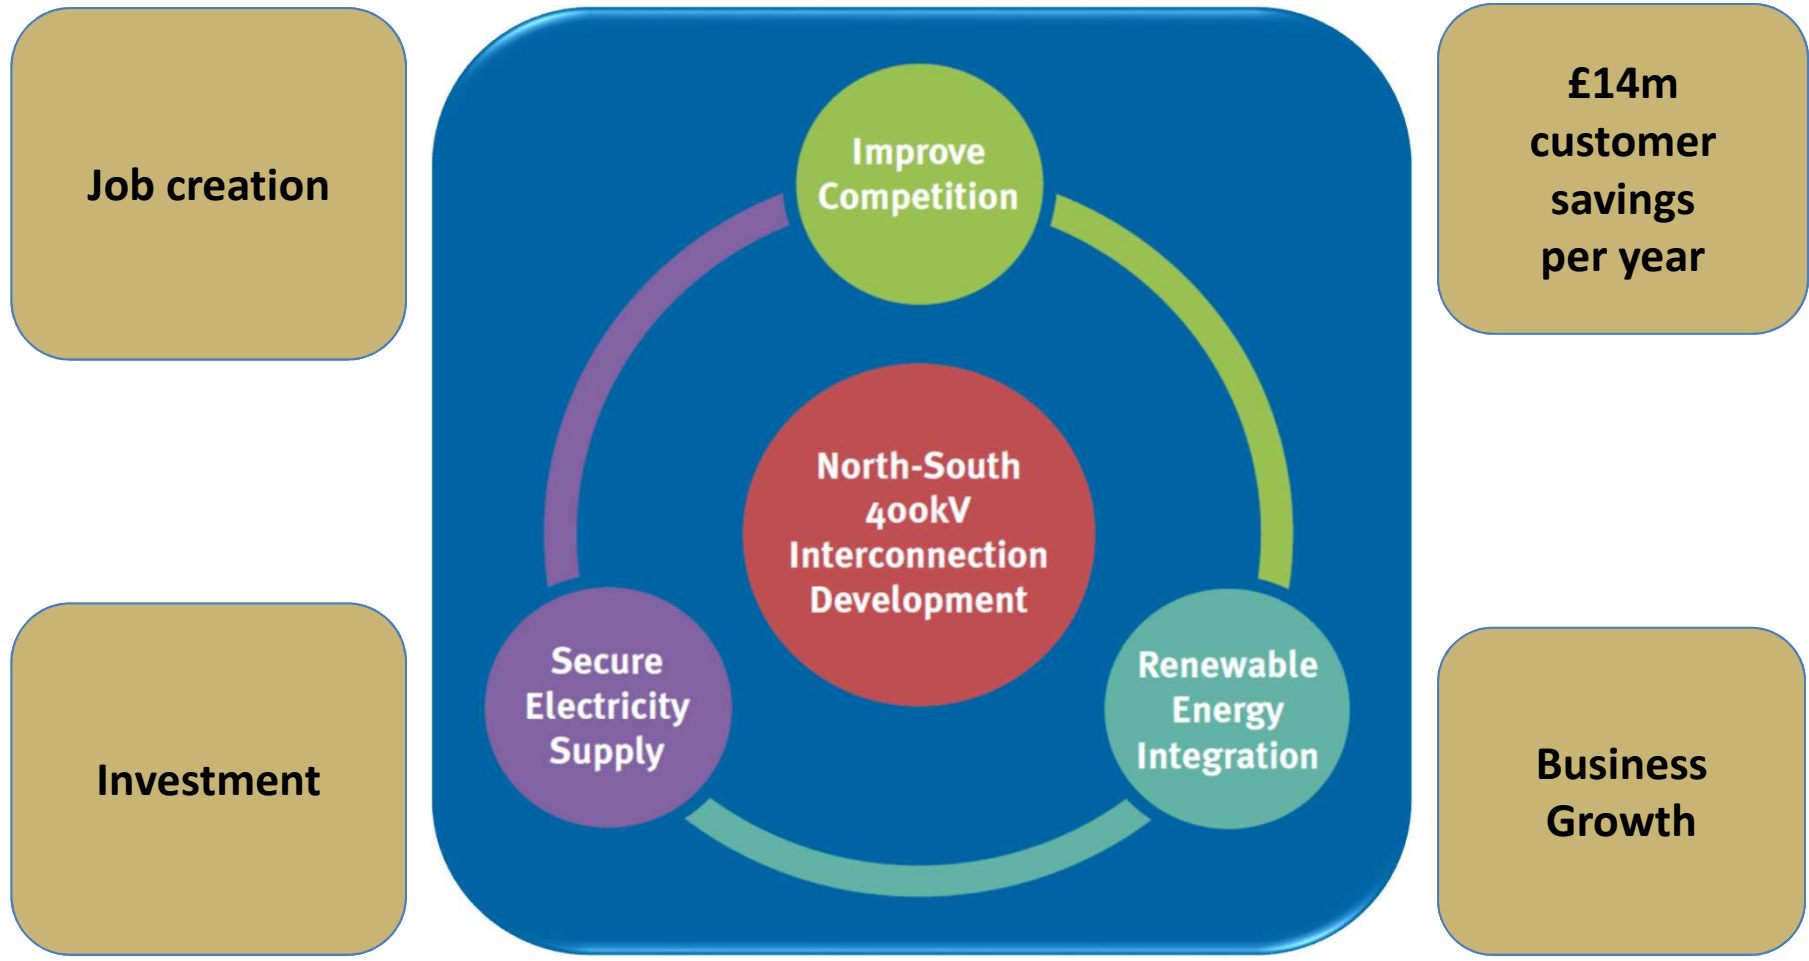 Job creation
£14m
customer
savings
per year
Improve
Competition
North-South
400kV
Interconnection
Development
Secure
Electricity
Supply
Renewable
Energy
Integration
Investment
Business
Growth